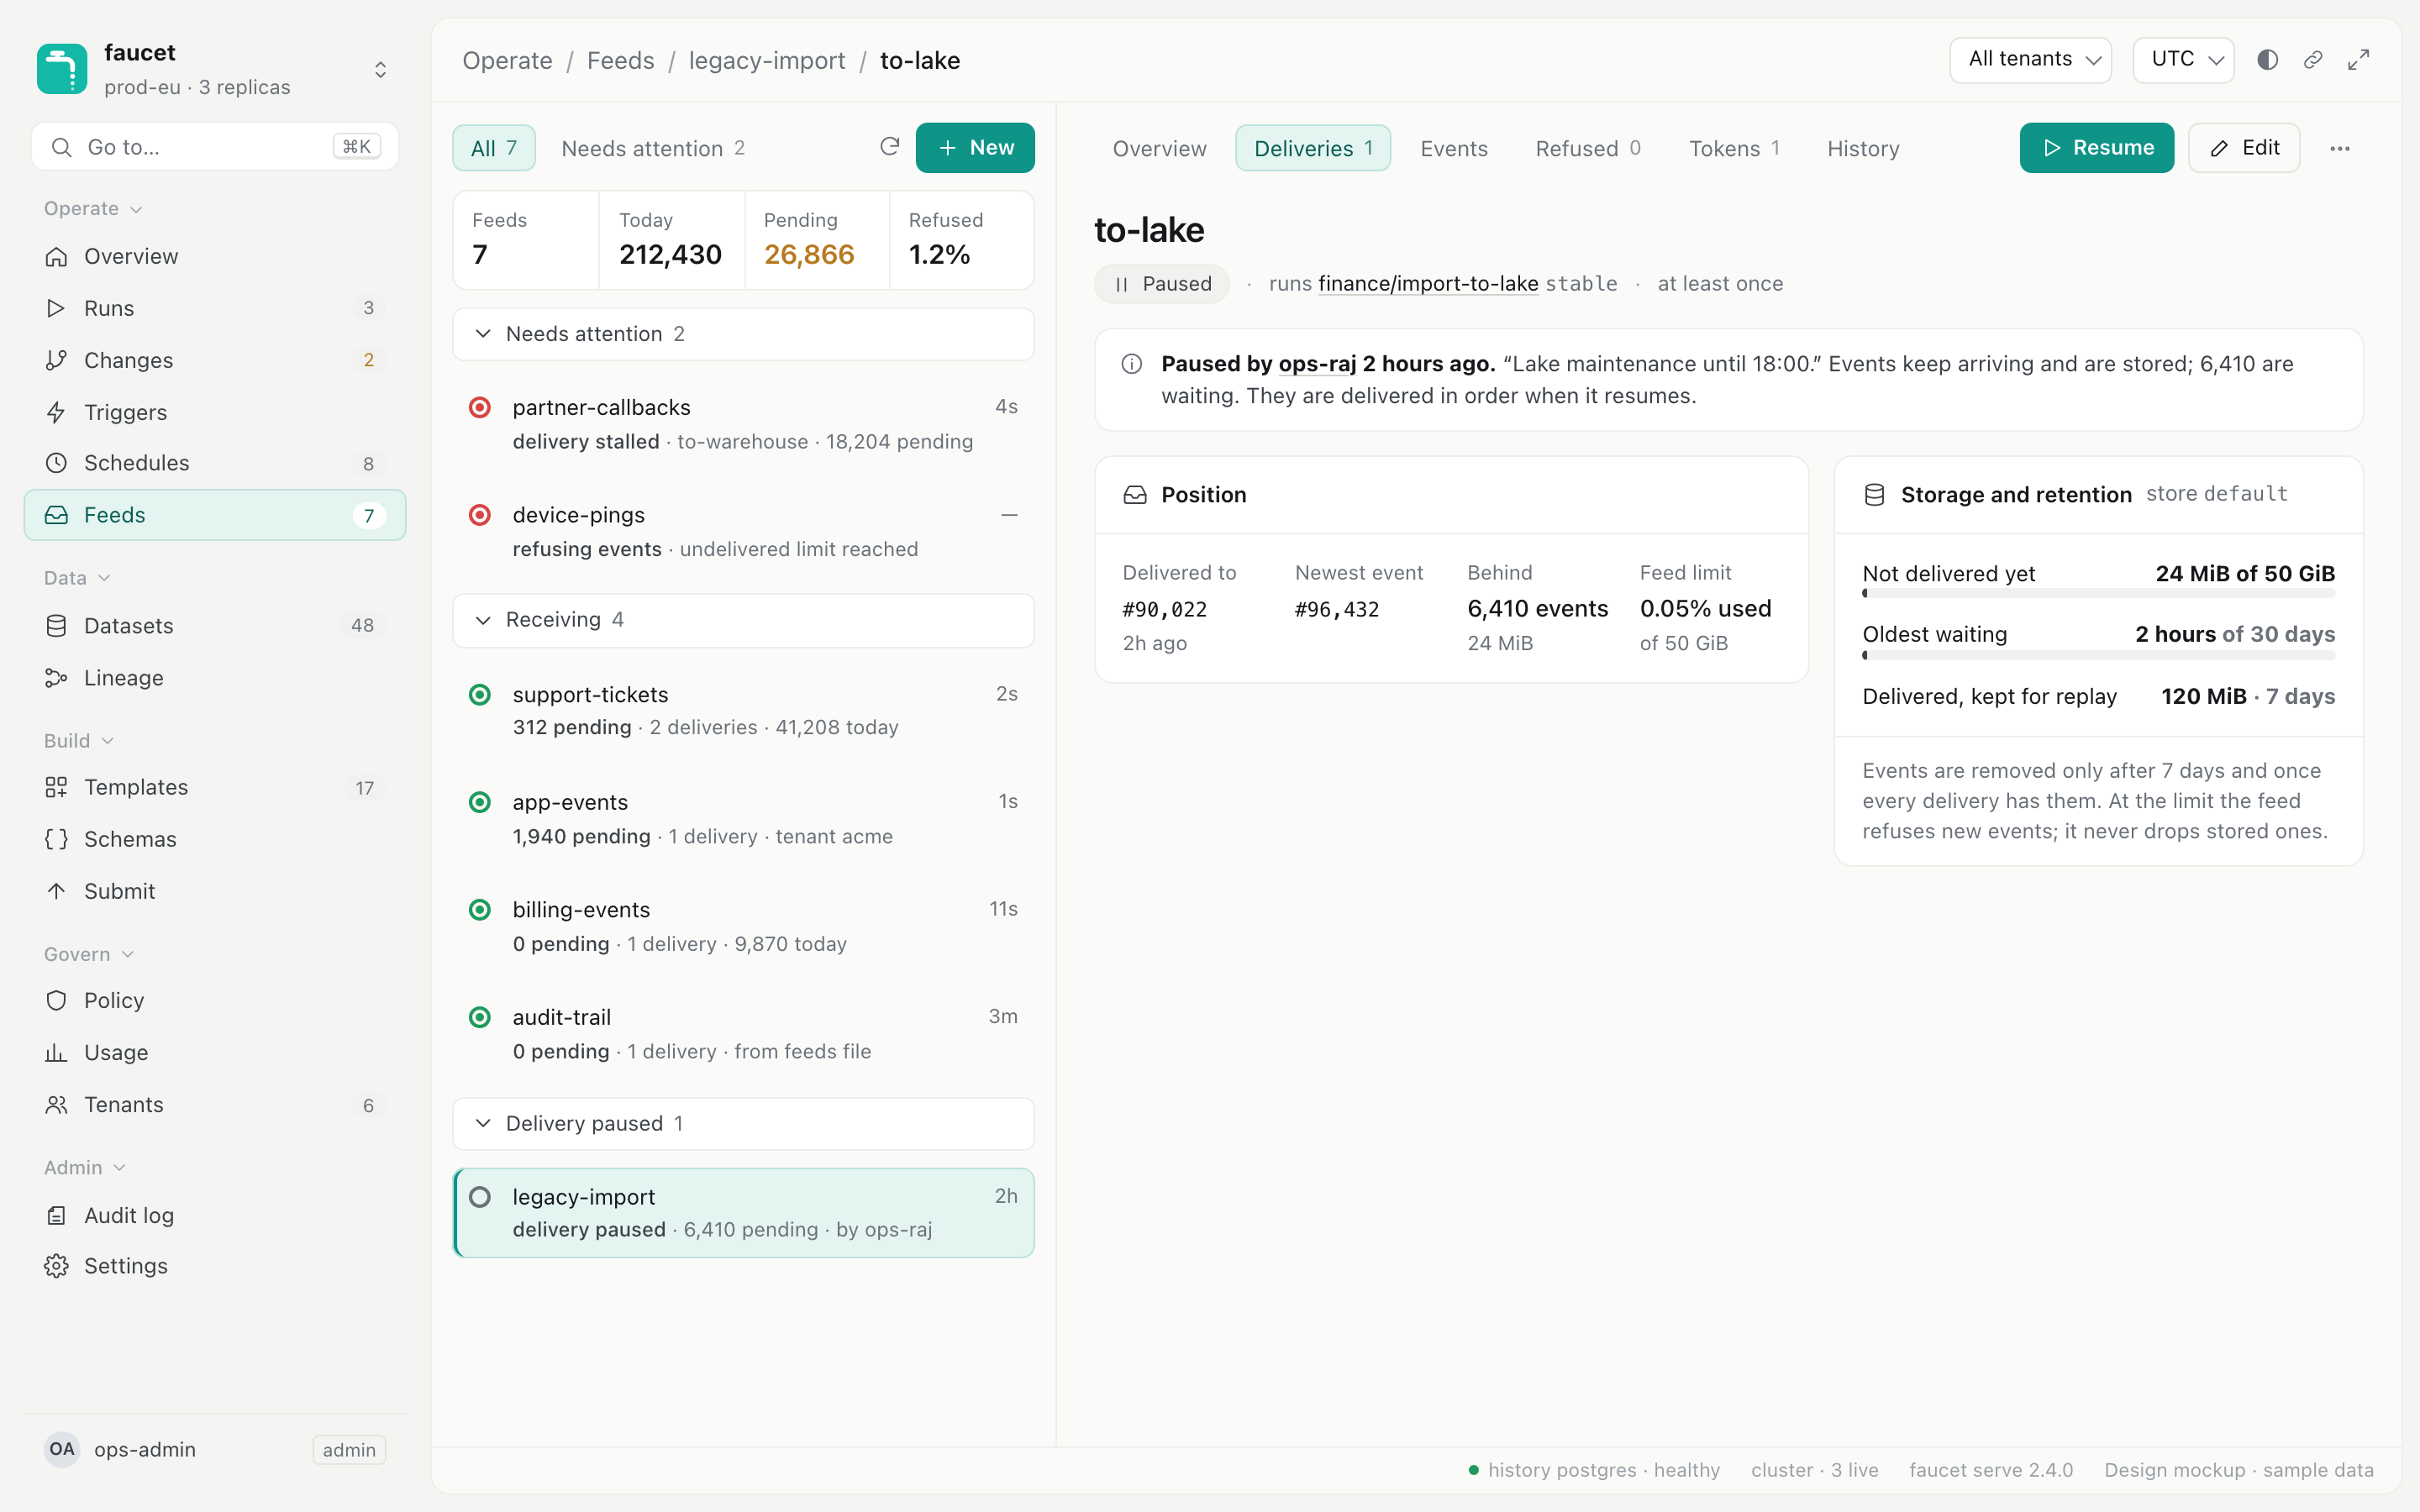 faucet
prod-eu · 3 replicas
Go to...
⌘K
Operate
Overview
Runs 3
Changes 2
Triggers
Schedules 8
Feeds 7
Data
Datasets 48
Lineage
Build
Templates 17
Schemas
Submit
Govern
Policy
Usage
Tenants 6
Admin
Audit log
Settings
OA ops-admin admin
Operate / Feeds / legacy-import / to-lake
All tenants
UTC
All 7
Needs attention 2
New
Feeds
7
Today
212,430
Pending
26,866
Refused
1.2%
Needs attention 2
partner-callbacks 4s
delivery stalled · to-warehouse · 18,204 pending
device-pings —
refusing events · undelivered limit reached
Receiving 4
support-tickets 2s
312 pending · 2 deliveries · 41,208 today
app-events 1s
1,940 pending · 1 delivery · tenant acme
billing-events 11s
0 pending · 1 delivery · 9,870 today
audit-trail 3m
0 pending · 1 delivery · from feeds file
Delivery paused 1
legacy-import 2h
delivery paused · 6,410 pending · by ops-raj
Overview
Deliveries 1
Events
Refused 0
Tokens 1
History
Resume
Edit
to-lake
Paused · runs finance/import-to-lake stable · at least once
Paused by ops-raj 2 hours ago. “Lake maintenance until 18:00.” Events keep arriving and are stored; 6,410 are
waiting. They are delivered in order when it resumes.
Position
Delivered to
#90,022
2h ago
Newest event
#96,432
Behind
6,410 events
24 MiB
Feed limit
0.05% used
of 50 GiB
Storage and retention store default
Not delivered yet 24 MiB of 50 GiB
Oldest waiting 2 hours of 30 days
Delivered, kept for replay 120 MiB · 7 days
Events are removed only after 7 days and once
every delivery has them. At the limit the feed
refuses new events; it never drops stored ones.
history postgres · healthy
cluster · 3 live
faucet serve 2.4.0
Design mockup · sample data